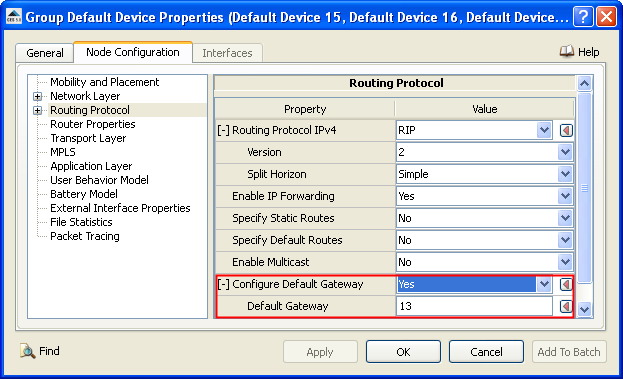 Group Default Device Properties (Default Device 15, Default Device 16, Default Device...
General
Node Configuration
Interfaces
Help
Mobility and Placement
Network Layer
Routing Protocol
Router Properties
Transport Layer
MPLS
Application Layer
User Behavior Model
Battery Model
External Interface Properties
File Statistics
Packet Tracing
Routing Protocol
Property Value
[-] Routing Protocol IPv4 RIP
Version 2
Split Horizon Simple
Enable IP Forwarding Yes
Specify Static Routes No
Specify Default Routes No
Enable Multicast No
[-] Configure Default Gateway Yes
Default Gateway 13
Find
Apply
OK
Cancel
Add To Batch